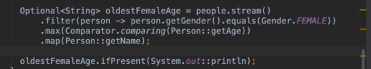 Optional<String> oldestFemaleAge = people.stream()
.filter(person -> person.getGender().equals(Gender.FEMALE))
.max(Comparator.comparing(Person::getAge))
.map(Person::getName);
oldestFemaleAge.ifPresent(System.out::println);